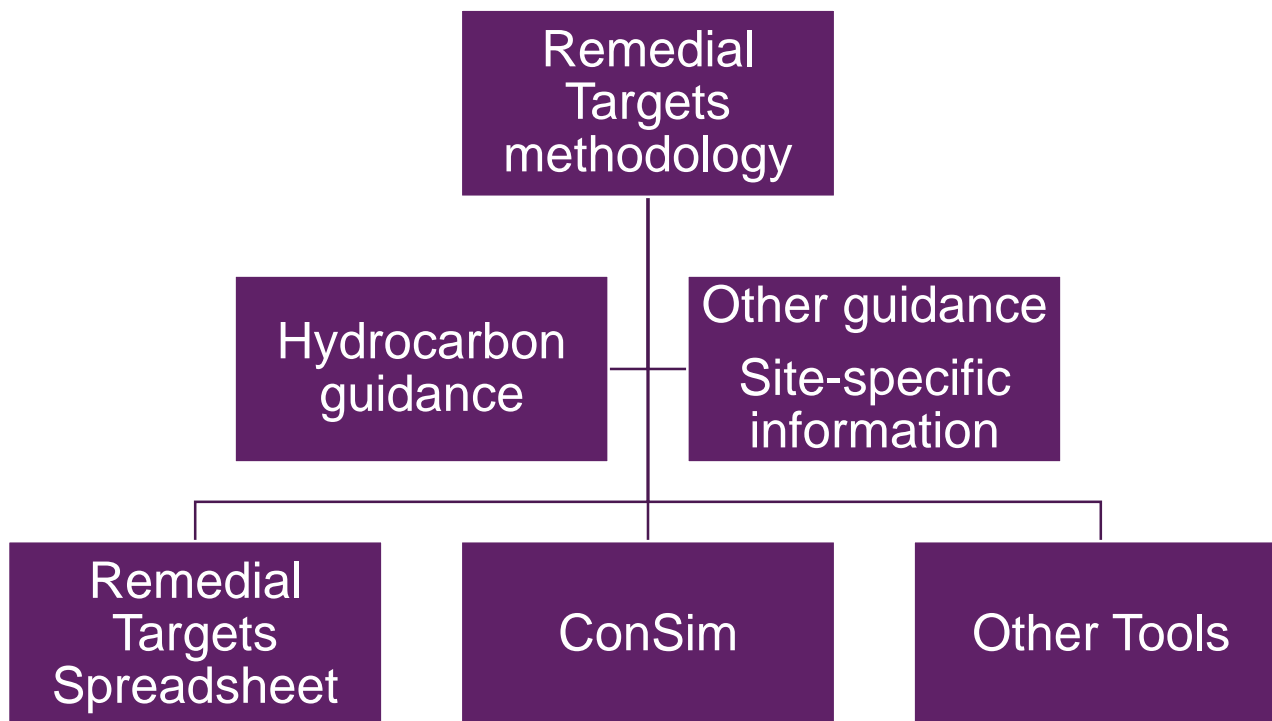 Remedial
Targets
methodology
Hydrocarbon
guidance
Other guidance
Site-specific
information
Remedial
Targets
Spreadsheet
ConSim
Other Tools